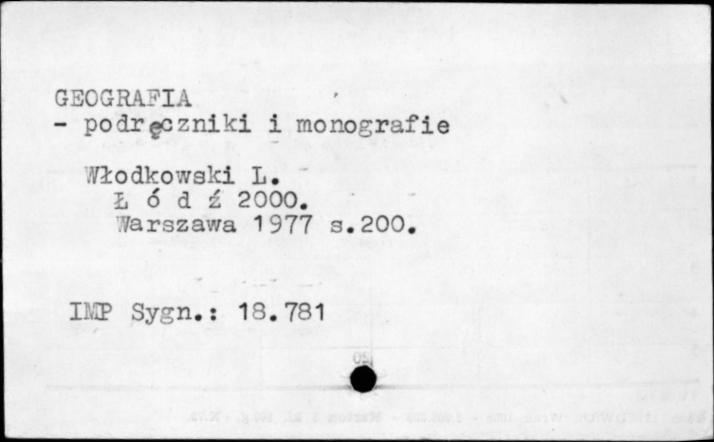 GEOGRAFIA
- podręczniki i monografie
Włodkowski L.
Ł ó d ź 2000.
Warszawa 1977 s.200.
IMP Sygn.: 18.781